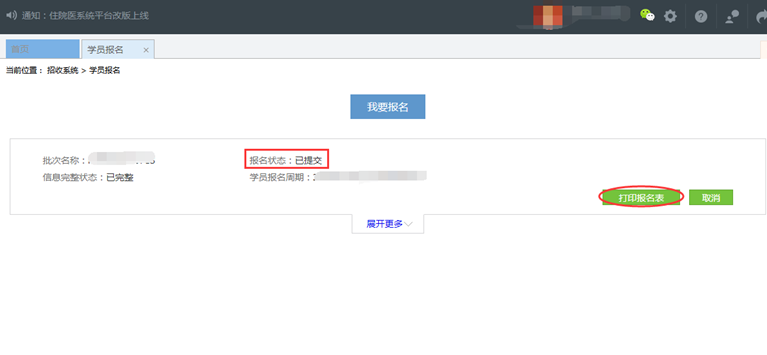 通知：住院医系统平台改版上线
首页 学员报名 ×
当前位置： 招收系统 > 学员报名
我要报名
批次名称： 报名状态：已提交
信息完整状态：已完整 学员报名周期：2
打印报名表 取消
展开更多